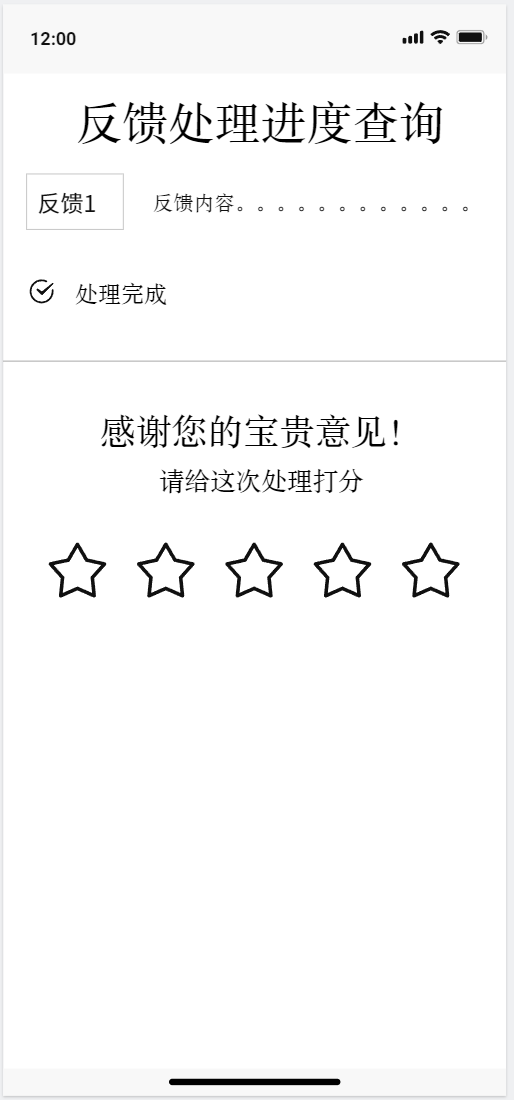 12:00
反馈处理进度查询
反馈1 反馈内容。。。。。。。。。。。。
处理完成
感谢您的宝贵意见！
请给这次处理打分